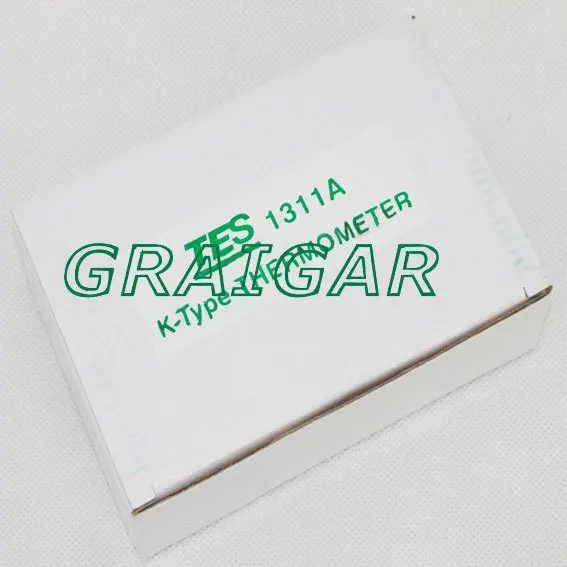 TES 1311A
K-Type THERMOMETER
GRAIGAR